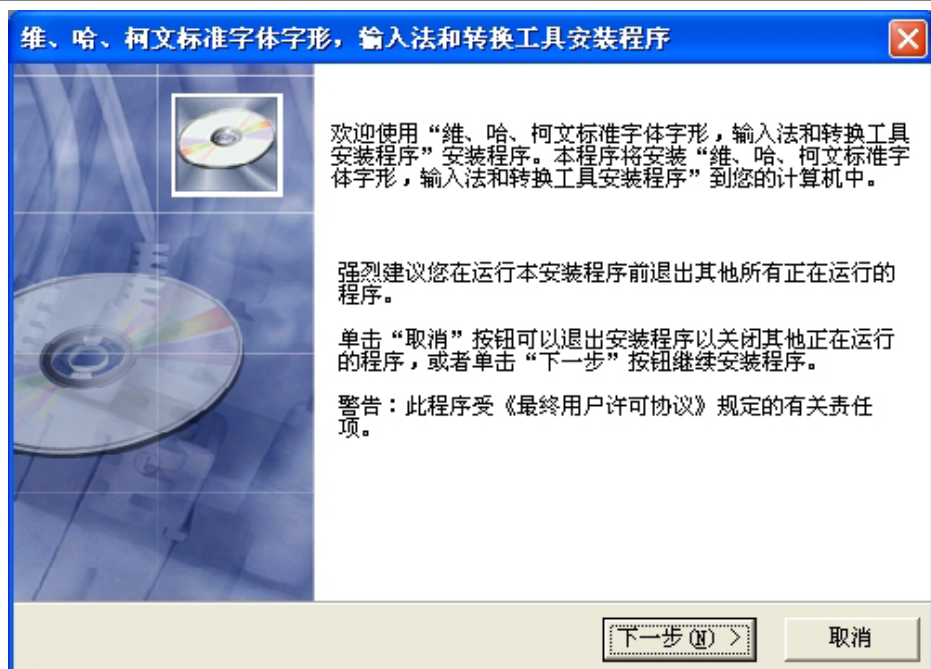 维、哈、柯文标准字体字形，输入法和转换工具安装程序
欢迎使用“维、哈、柯文标准字体字形，输入法和转换工具
安装程序”安装程序。本程序将安装“维、哈、柯文标准字
体字形，输入法和转换工具安装程序”到您的计算机中。
强烈建议您在运行本安装程序前退出其他所有正在运行的
程序。
单击“取消”按钮可以退出安装程序以关闭其他正在运行
的程序，或者单击“下一步”按钮继续安装程序。
警告：此程序受《最终用户许可协议》规定的有关责任
项。
下一步(N) >
取消